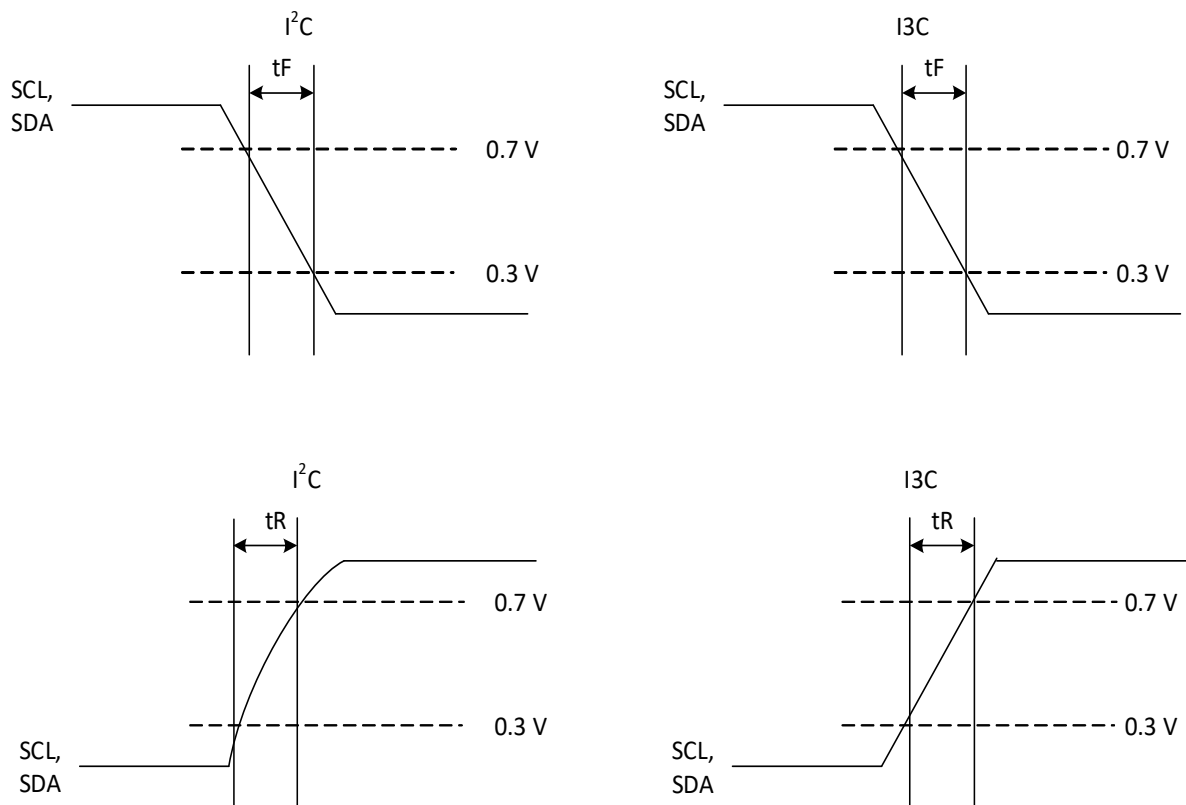 I²C
tF
SCL,
SDA
0.7 V
0.3 V
I3C
tF
SCL,
SDA
0.7 V
0.3 V
I²C
tR
0.7 V
0.3 V
SCL,
SDA
I3C
tR
0.7 V
0.3 V
SCL,
SDA